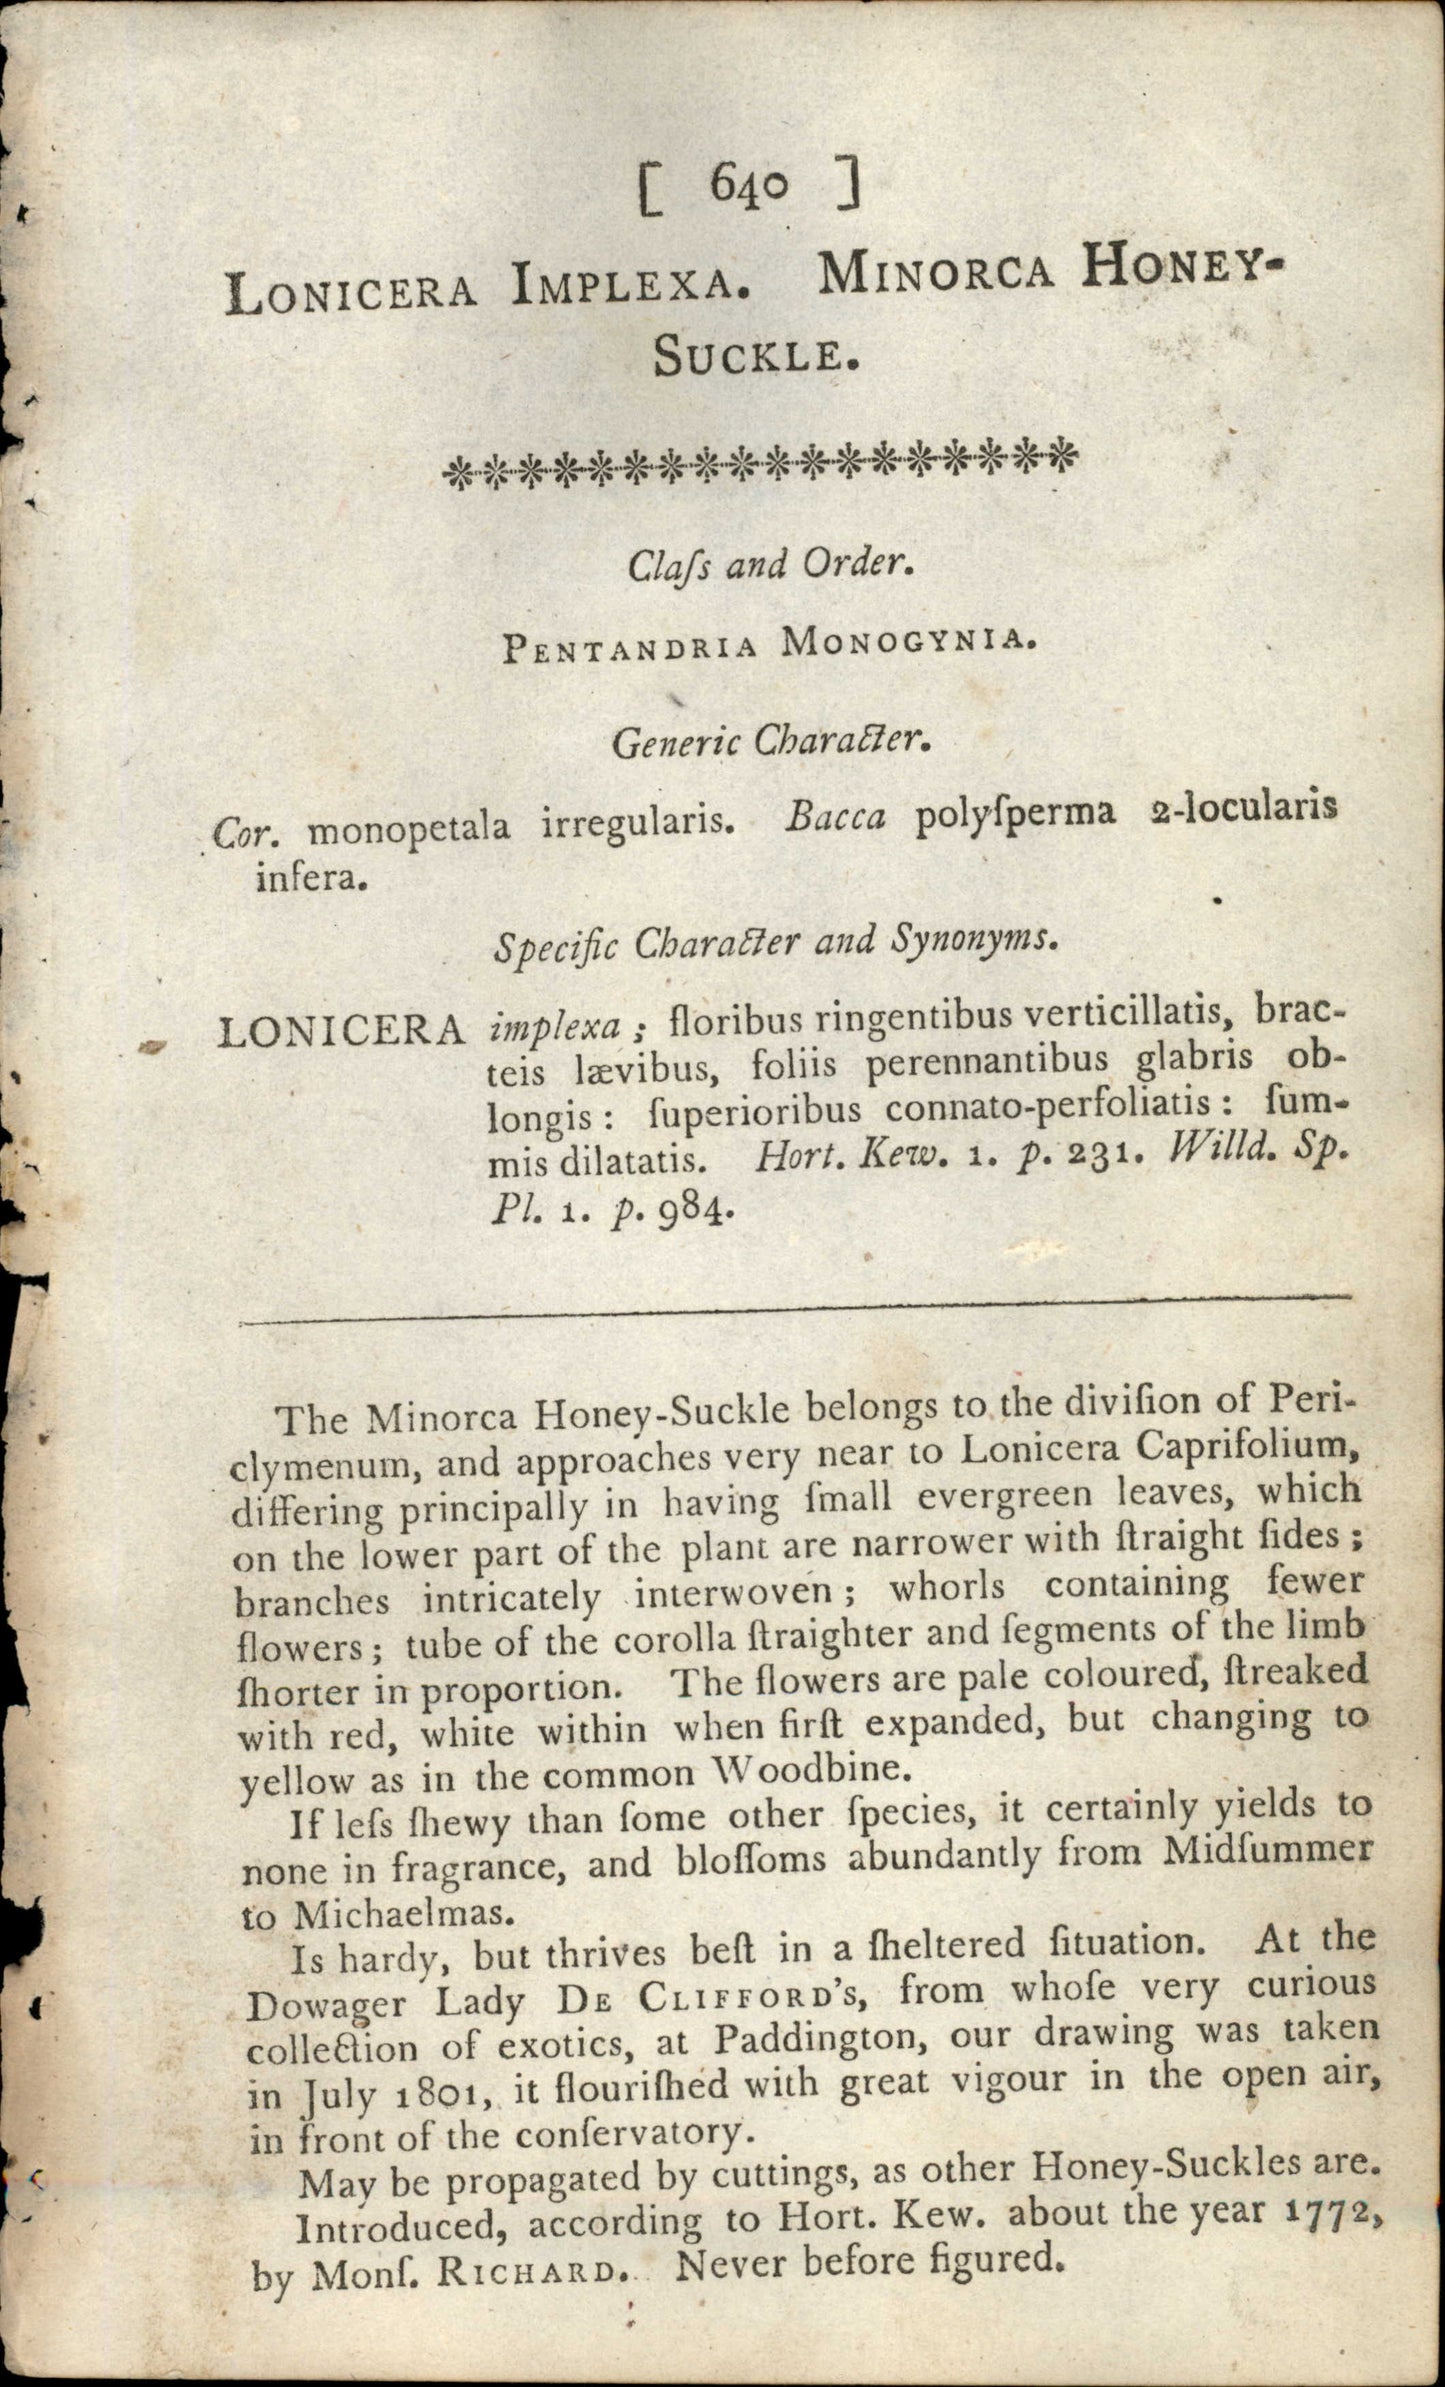 [ 640 ]
Lonicera Implexa. Minorca Honey-
Suckle.
Claſs and Order.
Pentandria Monogynia.
Generic Character.
Cor. monopetala irregularis. Bacca polyſperma 2-locularis
infera.
Specific Character and Synonyms.
LONICERA implexa; floribus ringentibus verticillatis, brac-
teis lævibus, foliis perennantibus glabris ob-
longis: ſuperioribus connato-perfoliatis: ſum-
mis dilatatis. Hort. Kew. 1. p. 231. Willd. Sp.
Pl. 1. p. 984.
The Minorca Honey-Suckle belongs to the diviſion of Peri-
clymenum, and approaches very near to Lonicera Caprifolium,
differing principally in having ſmall evergreen leaves, which
on the lower part of the plant are narrower with ſtraight ſides;
branches intricately interwoven; whorls containing fewer
flowers; tube of the corolla ſtraighter and ſegments of the limb
ſhorter in proportion. The flowers are pale coloured, ſtreaked
with red, white within when firſt expanded, but changing to
yellow as in the common Woodbine.
If leſs ſhewy than ſome other ſpecies, it certainly yields to
none in fragrance, and bloſſoms abundantly from Midſummer
to Michaelmas.
Is hardy, but thrives beſt in a ſheltered ſituation. At the
Dowager Lady De Clifford's, from whoſe very curious
collection of exotics, at Paddington, our drawing was taken
in July 1801, it flouriſhed with great vigour in the open air,
in front of the conſervatory.
May be propagated by cuttings, as other Honey-Suckles are.
Introduced, according to Hort. Kew. about the year 1772,
by Monſ. Richard. Never before figured.